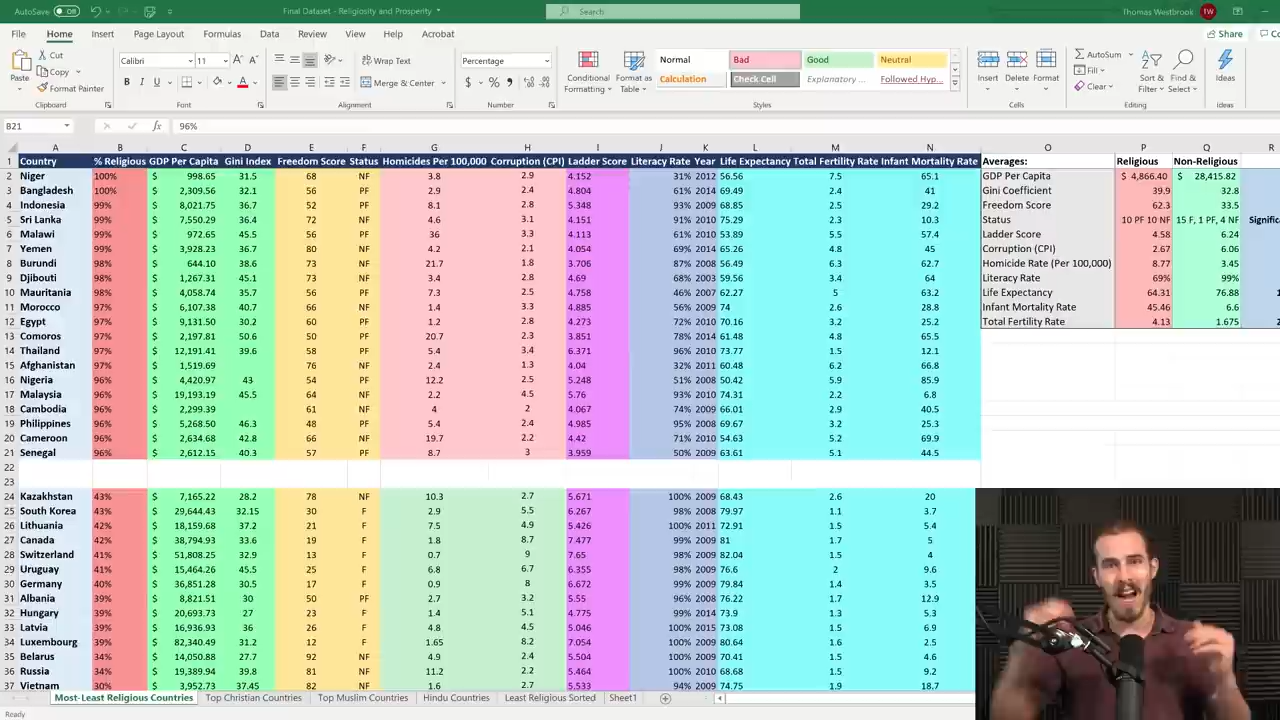 AutoSave Off Final Dataset - Religiosity and Prosperity Search Thomas Westbrook TW
File Home Insert Page Layout Formulas Data Review View Help Acrobat Share
Paste Cut Copy Format Painter Clipboard
Calibri 11 B I U Font
Wrap Text Merge & Center Alignment
Percentage $ % Number
Conditional Formatting Format as Table
Normal Bad Good Neutral
Calculation Check Cell Explanatory ... Followed Hyp...
Styles
Insert Delete Format Cells
AutoSum Fill Clear Sort & Filter Find & Select Editing
Ideas Ideas
B21 fx 96%
A B C D E F G H I J K L M N O P Q R
1 Country % Religious GDP Per Capita Gini Index Freedom Score Status Homicides Per 100,000 Corruption (CPI) Ladder Score Literacy Rate Year Life Expectancy Total Fertility Rate Infant Mortality Rate Averages: Religious Non-Religious
2 Niger 100% $ 998.65 31.5 68 NF 3.8 2.9 4.152 31% 2012 56.56 7.5 65.1 GDP Per Capita $ 4,866.40 $ 28,415.82
3 Bangladesh 100% $ 2,309.56 32.1 56 PF 2.9 2.4 4.804 61% 2014 69.49 2.4 41 Gini Coefficient 39.9 32.8
4 Indonesia 99% $ 8,021.75 36.7 52 PF 8.1 2.8 5.348 93% 2009 68.85 2.5 29.2 Freedom Score 62.3 33.5
5 Sri Lanka 99% $ 7,550.29 36.4 72 NF 4.6 3.1 4.151 91% 2010 75.29 2.3 10.3 Status 10 PF 10 NF 15 F, 1 PF, 4 NF
6 Malawi 99% $ 972.65 45.5 56 PF 36 3.3 4.113 61% 2010 53.89 5.5 57.4 Ladder Score 4.58 6.24
7 Yemen 99% $ 3,928.23 36.7 80 NF 4.2 2.1 4.054 69% 2014 65.26 4.8 45 Corruption (CPI) 2.67 6.06
8 Burundi 98% $ 644.10 38.6 73 NF 21.7 1.8 3.706 87% 2008 56.49 6.3 62.7 Homicide Rate (Per 100,000) 8.77 3.45
9 Djibouti 98% $ 1,267.31 45.1 73 NF 3.4 2.8 4.69 68% 2003 59.56 3.4 64 Literacy Rate 69% 99%
10 Mauritania 98% $ 4,058.74 35.7 56 PF 7.3 2.5 4.758 46% 2007 62.27 5 63.2 Life Expectancy 64.31 76.88
11 Morocco 97% $ 6,107.38 40.7 56 PF 1.4 3.3 4.885 56% 2009 74 2.6 28.8 Infant Mortality Rate 45.46 6.6
12 Egypt 97% $ 9,131.50 30.2 60 PF 1.2 2.8 4.273 72% 2010 70.16 3.2 25.2 Total Fertility Rate 4.13 1.675
13 Comoros 97% $ 2,197.81 50.6 50 PF 20.7 2.3 3.851 78% 2014 61.48 4.8 65.5
14 Thailand 97% $ 12,191.41 39.6 58 PF 5.4 3.4 6.371 96% 2010 73.77 1.5 12.1
15 Afghanistan 97% $ 1,519.69 76 NF 2.4 1.3 4.04 32% 2011 60.48 6.2 66.8
16 Nigeria 96% $ 4,420.97 43 54 PF 12.2 2.5 5.248 51% 2008 50.42 5.9 85.9
17 Malaysia 96% $ 19,193.19 45.5 64 NF 2.2 4.5 5.76 93% 2010 74.31 2.2 6.8
18 Cambodia 96% $ 2,299.39 61 NF 4 2 4.067 74% 2009 66.01 2.9 40.5
19 Philippines 96% $ 5,268.50 46.3 48 PF 5.4 2.4 4.985 95% 2008 69.67 3.2 25.3
20 Cameroon 96% $ 2,634.68 42.8 66 NF 19.7 2.2 4.42 71% 2010 54.63 5.2 69.9
21 Senegal 96% $ 2,612.15 40.3 57 PF 8.7 3 3.959 50% 2009 63.61 5.1 44.5
22
23
24 Kazakhstan 43% $ 7,165.22 28.2 78 NF 10.3 2.7 5.671 100% 2009 68.43 2.6 20
25 South Korea 43% $ 29,644.43 32.15 30 F 2.9 5.5 6.267 98% 2008 79.97 1.1 3.7
26 Lithuania 42% $ 18,159.68 37.2 21 F 7.5 4.9 5.426 100% 2011 72.91 1.5 5.4
27 Canada 42% $ 38,794.93 33.6 19 F 1.8 8.7 7.477 99% 2009 81 1.7 5
28 Switzerland 41% $ 51,808.25 32.9 13 F 0.7 9 7.65 98% 2009 82.04 1.5 4
29 Uruguay 41% $ 15,464.26 45.5 25 F 6.8 6.7 6.355 98% 2009 76.6 2 9.6
30 Germany 40% $ 36,851.28 30.5 17 F 0.9 8 6.672 99% 2009 79.84 1.4 3.5
31 Albania 39% $ 8,821.51 30 50 PF 2.7 3.2 5.55 96% 2008 76.22 1.7 12.9
32 Hungary 39% $ 20,693.73 27 23 F 1.4 5.1 4.775 99% 2014 73.9 1.3 5.3
33 Latvia 39% $ 16,936.93 36 26 F 4.8 4.5 5.046 100% 2015 73.08 1.5 6.9
34 Luxembourg 39% $ 82,340.49 31.2 12 F 1.65 8.2 7.054 100% 2009 80.64 1.6 2.5
35 Belarus 34% $ 14,050.88 27.7 92 NF 4.9 2.4 5.504 100% 2009 70.41 1.5 4.6
36 Russia 34% $ 19,389.94 39.8 81 NF 11.2 2.2 5.464 100% 2010 68.68 1.5 9.2
37 Vietnam 30% $ 3,952.73 37.45 82 NF 1.6 2.7 5.533 94% 2009 74.75 1.9 18.7
Most-Least Religious Countries Top Christian Countries Top Muslim Countries Hindu Countries Least Religious Sorted Sheet1
Ready